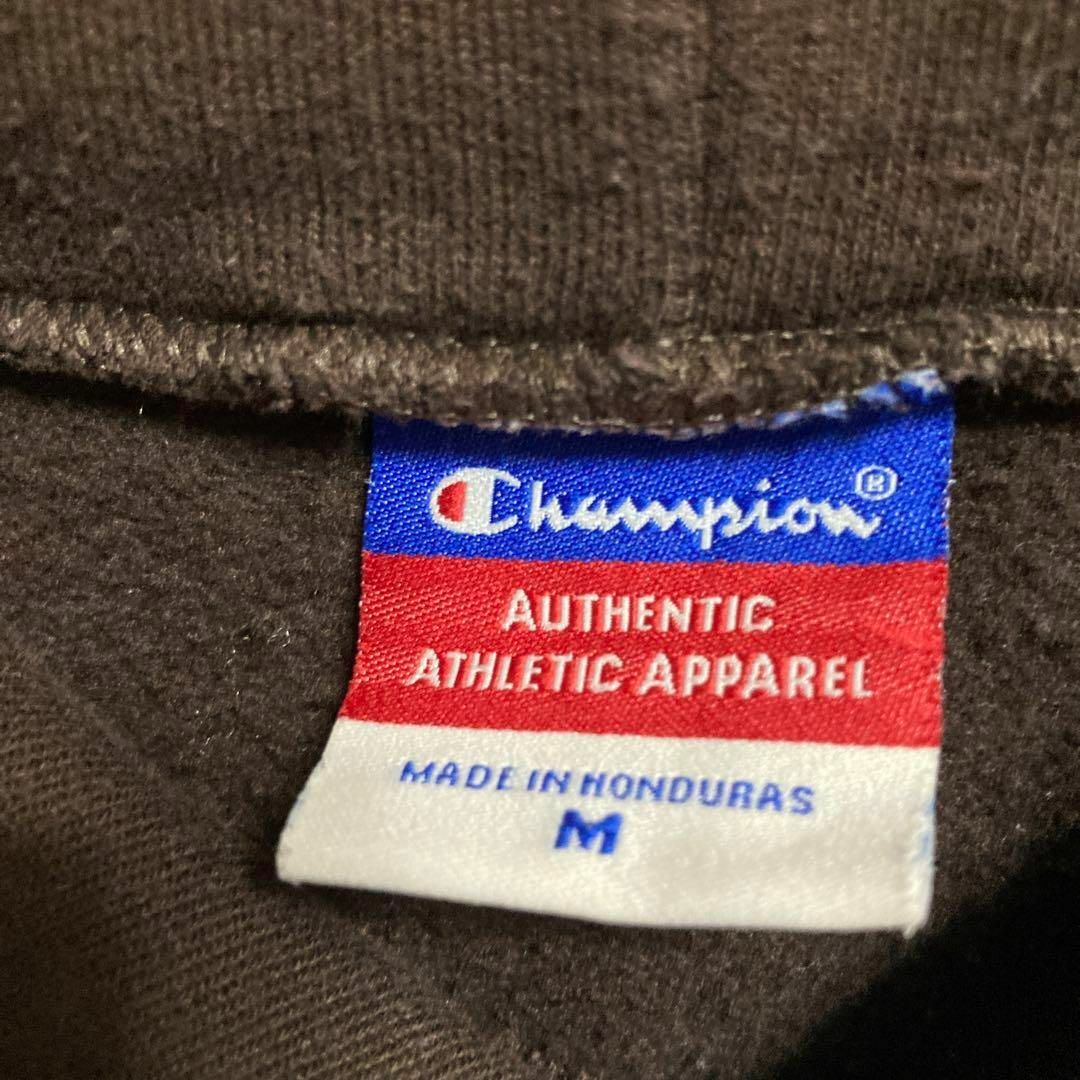 Champion®
AUTHENTIC
ATHLETIC APPAREL
MADE IN HONDURAS
M